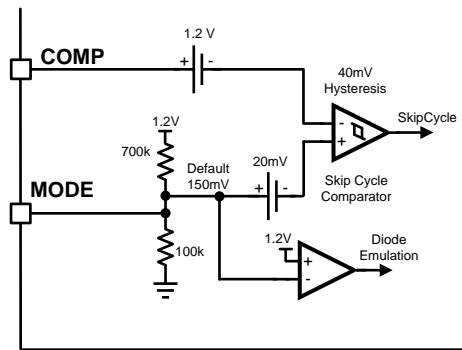 1.2 V
COMP
+ -
40mV
Hysteresis
SkipCycle
-
+
1.2V
700k
Default
150mV
20mV
+ -
Skip Cycle
Comparator
MODE
100k
1.2V
+
-
Diode
Emulation